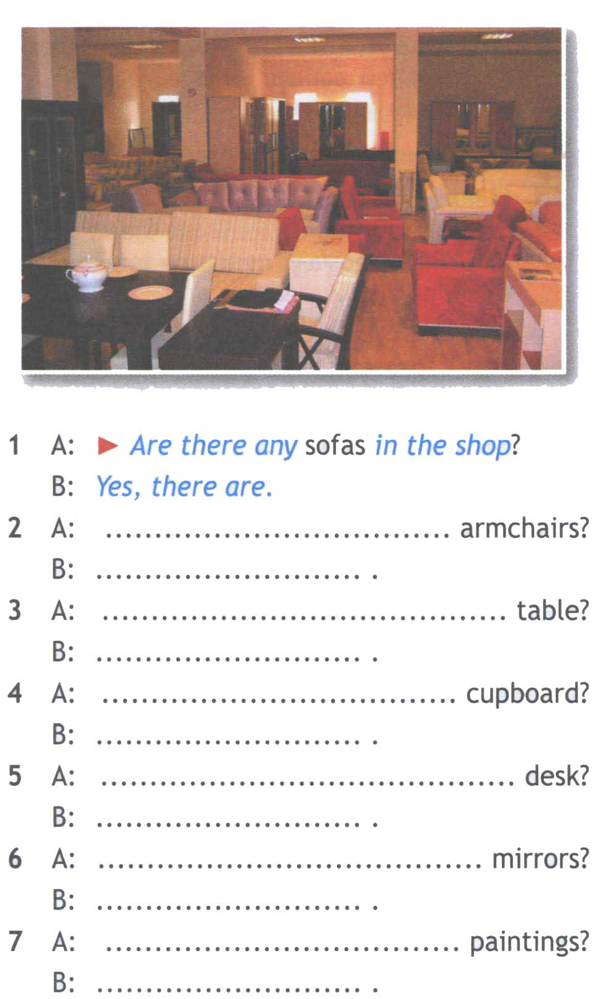 1 A: ► Are there any sofas in the shop?
B: Yes, there are.
2 A: .................................... armchairs?
B: ........................... .
3 A: ......................................... table?
B: ........................... .
4 A: .................................... cupboard?
B: ........................... .
5 A: .......................................... desk?
B: ........................... .
6 A: ....................................... mirrors?
B: ........................... .
7 A: .................................... paintings?
B: ........................... .